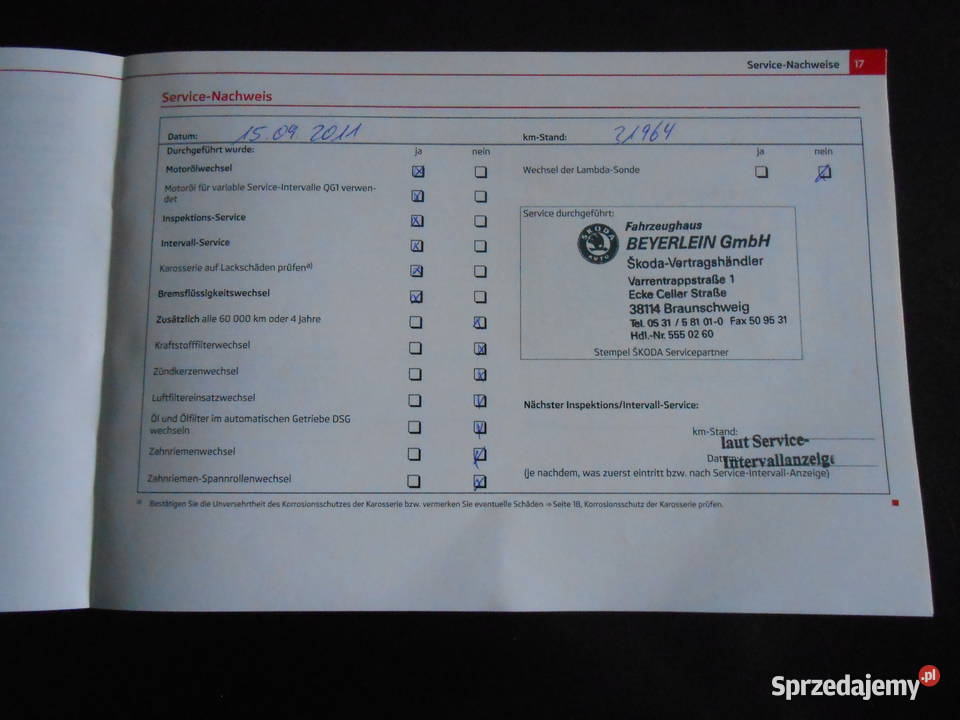 Service-Nachweise 17
Service-Nachweis
Datum: 15.09 2011 km-Stand: 21964
Durchgeführt wurde: ja nein ja nein
Motorölwechsel
Wechsel der Lambda-Sonde
Motoröl für variable Service-Intervalle QG1 verwen-
det
Inspektions-Service
Intervall-Service
Karosserie auf Lackschäden prüfena)
Bremsflüssigkeitswechsel
Zusätzlich alle 60 000 km oder 4 Jahre
Kraftstofffilterwechsel
Zündkerzenwechsel
Luftfiltereinsatzwechsel
Öl und Ölfilter im automatischen Getriebe DSG
wechseln
Zahnriemenwechsel
Zahnriemen-Spannrollenwechsel
Service durchgeführt:
SKODA
AUTO
Fahrzeughaus
BEYERLEIN GmbH
Škoda-Vertragshändler
Varrentrappstraße 1
Ecke Celler Straße
38114 Braunschweig
Tel. 05 31 / 5 81 01-0 Fax 50 95 31
Hdl.-Nr. 555 02 60
Stempel ŠKODA Servicepartner
Nächster Inspektions/Intervall-Service:
km-Stand:
laut Service-
Datum:
Intervallanzeige
(je nachdem, was zuerst eintritt bzw. nach Service-Intervall-Anzeige)
a) Bestätigen Sie die Unversehrtheit des Korrosionsschutzes der Karosserie bzw. vermerken Sie eventuelle Schäden ⇒ Seite 18, Korrosionsschutz der Karosserie prüfen.
Sprzedajemy.pl